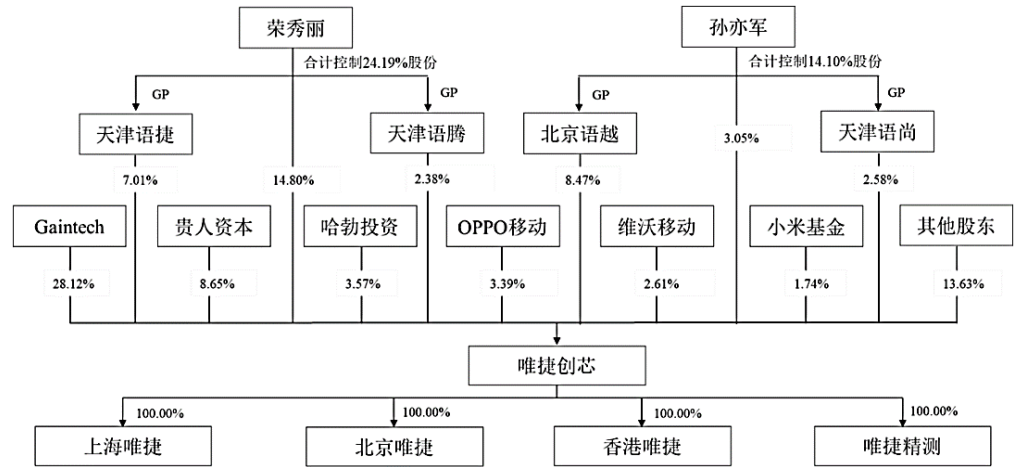 荣秀丽
孙亦军
合计控制24.19%股份
合计控制14.10%股份
GP
GP
GP
GP
天津语捷
天津语腾
北京语越
天津语尚
3.05%
7.01%
14.80%
2.38%
8.47%
2.58%
Gaintech
贵人资本
哈勃投资
OPPO移动
维沃移动
小米基金
其他股东
28.12%
8.65%
3.57%
3.39%
2.61%
1.74%
13.63%
唯捷创芯
100.00%
100.00%
100.00%
100.00%
上海唯捷
北京唯捷
香港唯捷
唯捷精测